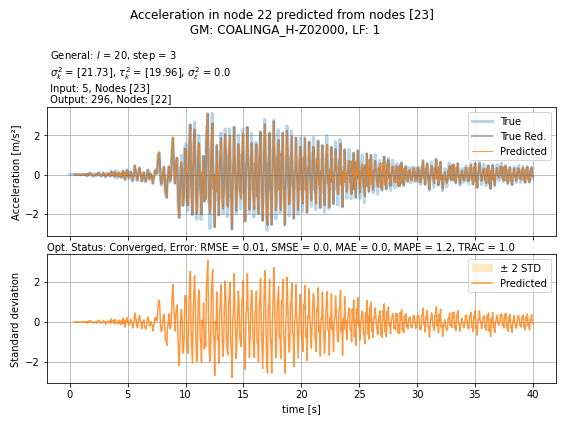 Acceleration in node 22 predicted from nodes [23]
GM: COALINGA_H-Z02000, LF: 1
General: l = 20, step = 3
σ²ₖ = [21.73], τ²ₖ = [19.96], σ²ε = 0.0
Input: 5, Nodes [23]
Output: 296, Nodes [22]
Acceleration [m/s²]
2
0
−2
True
True Red.
Predicted
Opt. Status: Converged, Error: RMSE = 0.01, SMSE = 0.0, MAE = 0.0, MAPE = 1.2, TRAC = 1.0
Standard deviation
2
0
−2
± 2 STD
Predicted
0 5 10 15 20 25 30 35 40
time [s]